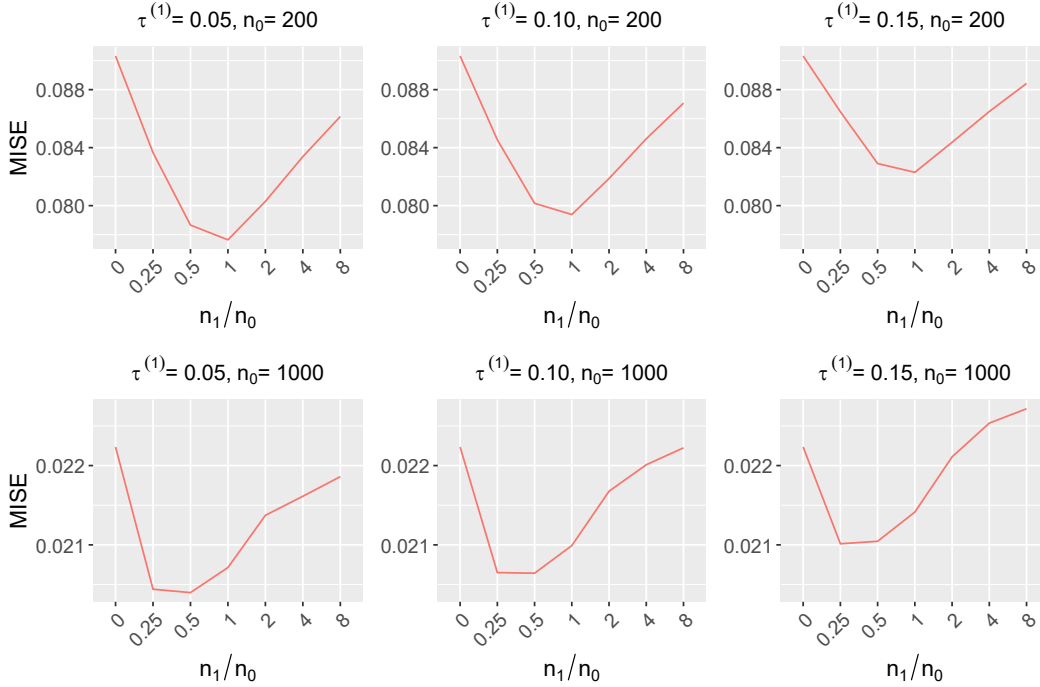 τ(1)= 0.05, n0= 200
τ(1)= 0.10, n0= 200
τ(1)= 0.15, n0= 200
MISE
0.088
0.084
0.080
0 0.25 0.5 1 2 4 8
n1/n0
0.088
0.084
0.080
0 0.25 0.5 1 2 4 8
n1/n0
0.088
0.084
0.080
0 0.25 0.5 1 2 4 8
n1/n0
τ(1)= 0.05, n0= 1000
τ(1)= 0.10, n0= 1000
τ(1)= 0.15, n0= 1000
MISE
0.022
0.021
0 0.25 0.5 1 2 4 8
n1/n0
0.022
0.021
0 0.25 0.5 1 2 4 8
n1/n0
0.022
0.021
0 0.25 0.5 1 2 4 8
n1/n0